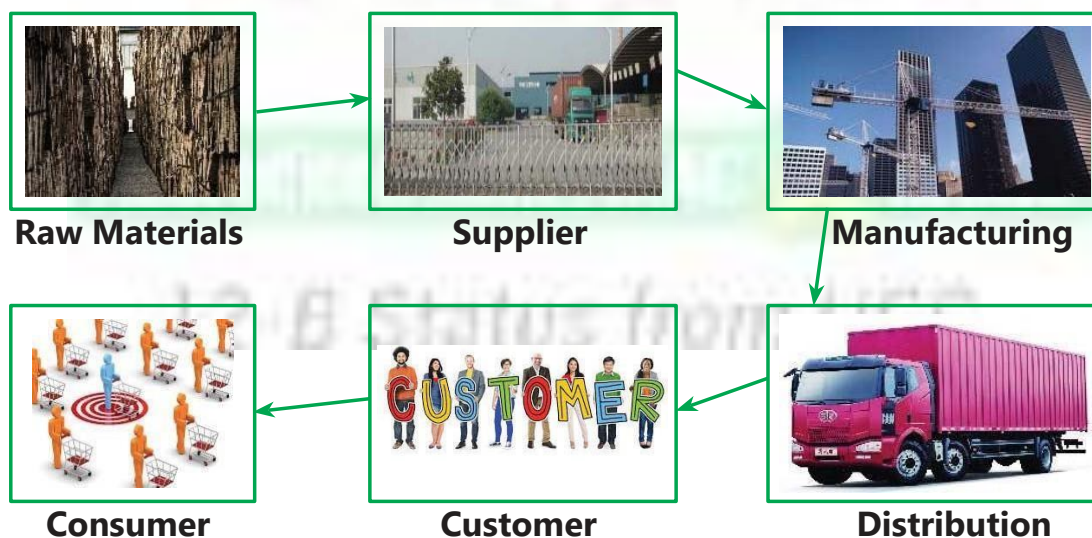 Raw Materials
Supplier
Manufacturing
CUSTOMER
Consumer
Customer
Distribution